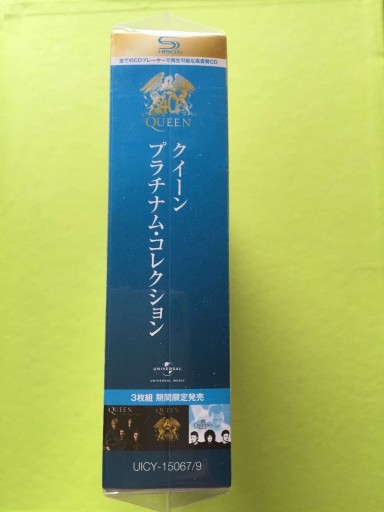 SHM-CD
全てのCDプレーヤーで再生可能な高音質CD
40
QUEEN
クイーン
プラチナム・コレクション
UNIVERSAL
UNIVERSAL MUSIC
3枚組 期間限定発売
QUEEN
QUEEN
UICY-15067/9